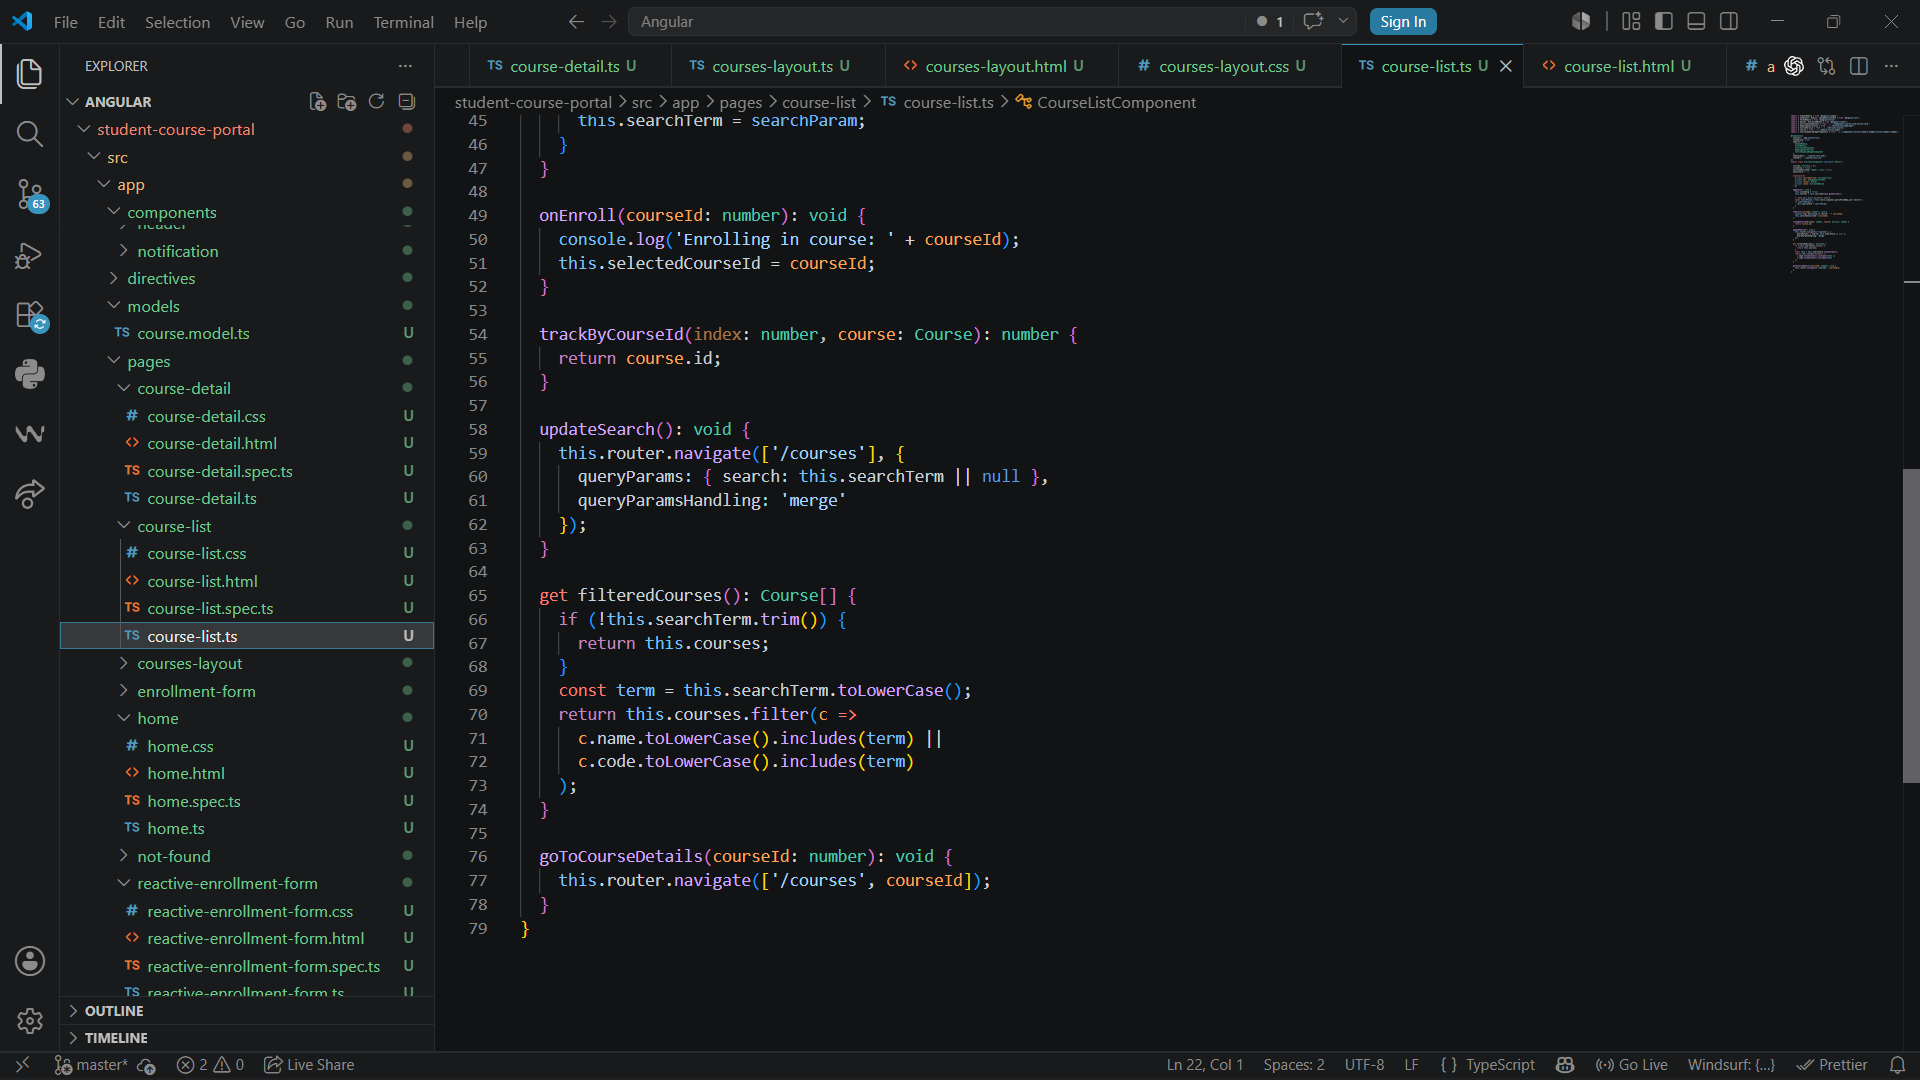 File Edit Selection View Go Run Terminal Help
Angular
1
Sign In
EXPLORER
ANGULAR
student-course-portal
src
app
components
header
notification
directives
models
TS course.model.ts U
pages
course-detail
# course-detail.css U
<> course-detail.html U
TS course-detail.spec.ts U
TS course-detail.ts U
course-list
# course-list.css U
<> course-list.html U
TS course-list.spec.ts U
TS course-list.ts U
courses-layout
enrollment-form
home
# home.css U
<> home.html U
TS home.spec.ts U
TS home.ts U
not-found
reactive-enrollment-form
# reactive-enrollment-form.css U
<> reactive-enrollment-form.html U
TS reactive-enrollment-form.spec.ts U
TS reactive-enrollment-form.ts U
OUTLINE
TIMELINE
63
TS course-detail.ts U
TS courses-layout.ts U
<> courses-layout.html U
# courses-layout.css U
TS course-list.ts U
<> course-list.html U
# a
student-course-portal > src > app > pages > course-list > TS course-list.ts > CourseListComponent
45 this.searchTerm = searchParam;
46 }
47 }
48
49 onEnroll(courseId: number): void {
50 console.log('Enrolling in course: ' + courseId);
51 this.selectedCourseId = courseId;
52 }
53
54 trackByCourseId(index: number, course: Course): number {
55 return course.id;
56 }
57
58 updateSearch(): void {
59 this.router.navigate(['/courses'], {
60 queryParams: { search: this.searchTerm || null },
61 queryParamsHandling: 'merge'
62 });
63 }
64
65 get filteredCourses(): Course[] {
66 if (!this.searchTerm.trim()) {
67 return this.courses;
68 }
69 const term = this.searchTerm.toLowerCase();
70 return this.courses.filter(c =>
71 c.name.toLowerCase().includes(term) ||
72 c.code.toLowerCase().includes(term)
73 );
74 }
75
76 goToCourseDetails(courseId: number): void {
77 this.router.navigate(['/courses', courseId]);
78 }
79 }
master* 2 0 Live Share
Ln 22, Col 1 Spaces: 2 UTF-8 LF { } TypeScript Go Live Windsurf: {...} Prettier